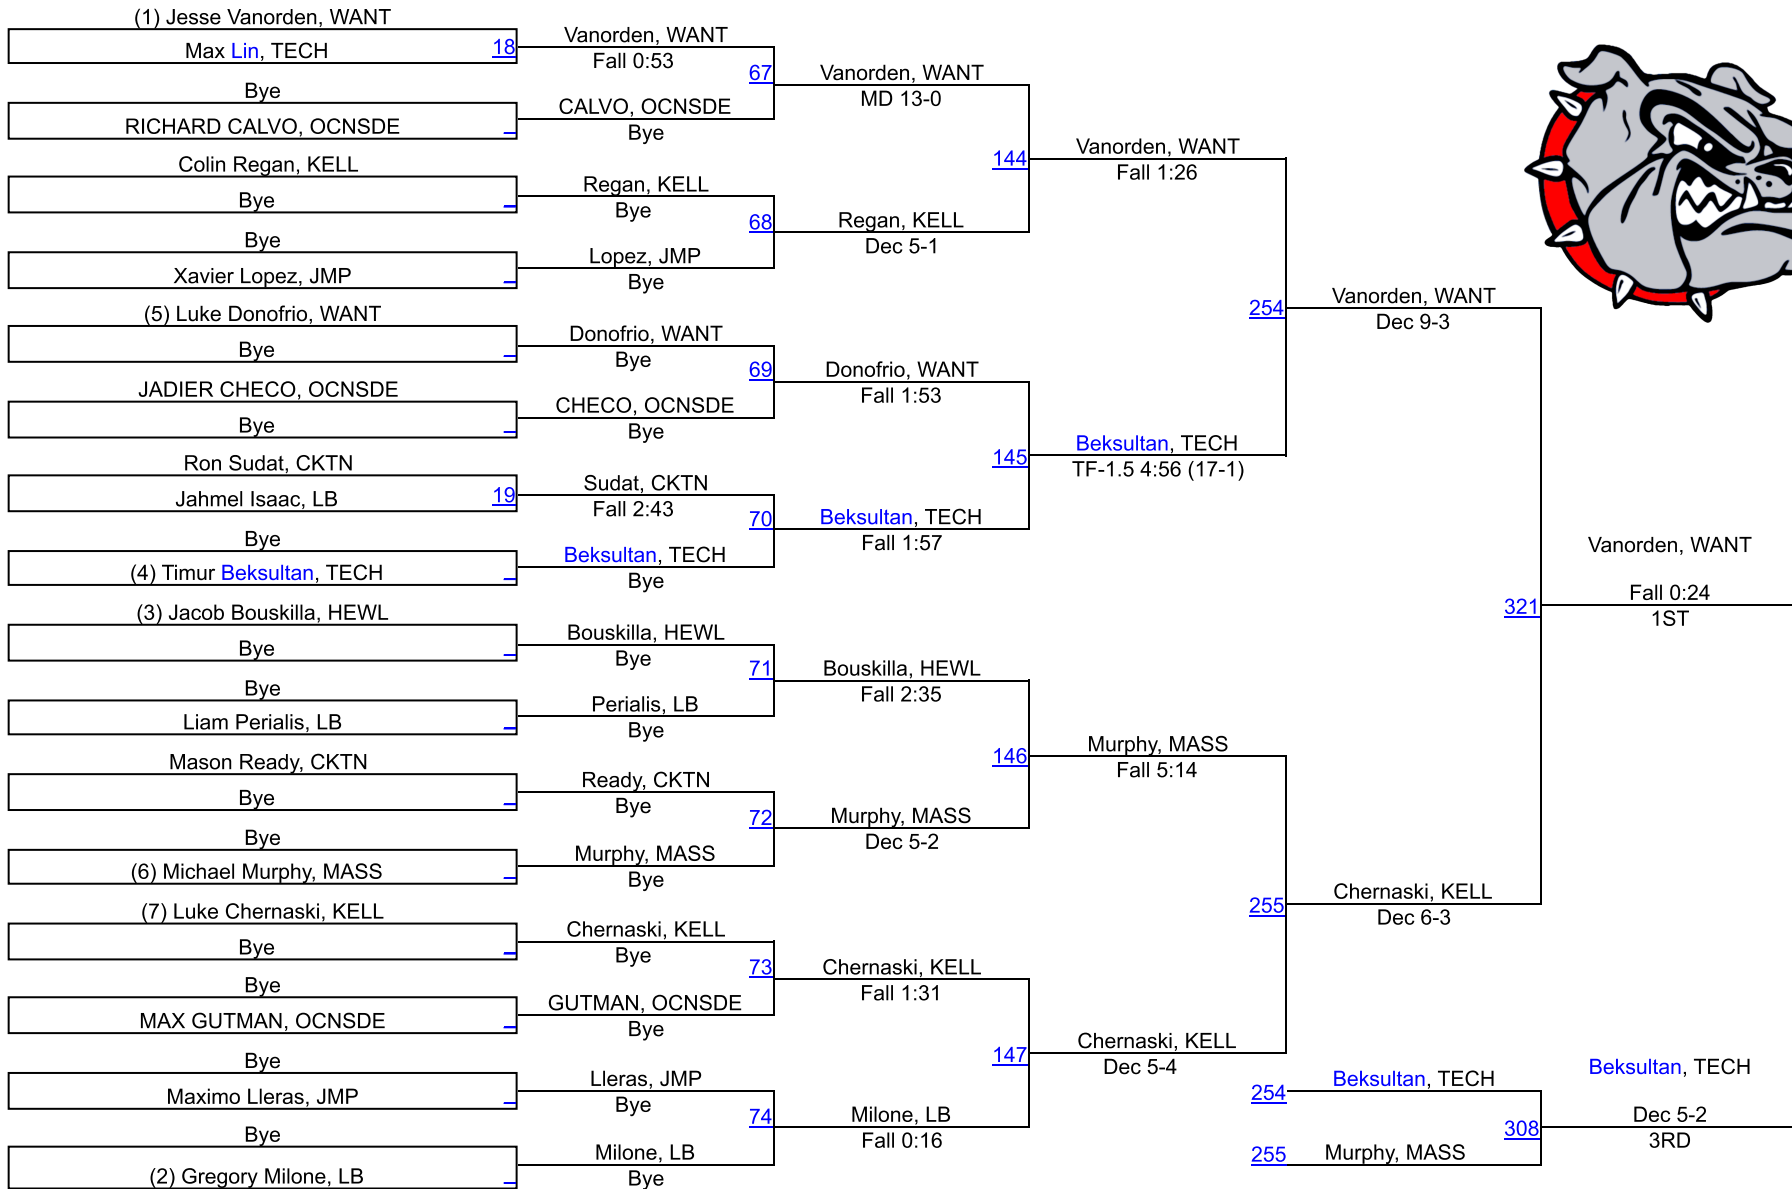 (1) Jesse Vanorden, WANT
Max Lin, TECH 18
Bye
RICHARD CALVO, OCNSDE
Colin Regan, KELL
Bye
Bye
Xavier Lopez, JMP
(5) Luke Donofrio, WANT
Bye
JADIER CHECO, OCNSDE
Bye
Ron Sudat, CKTN
Jahmel Isaac, LB 19
Bye
(4) Timur Beksultan, TECH
(3) Jacob Bouskilla, HEWL
Bye
Bye
Liam Perialis, LB
Mason Ready, CKTN
Bye
Bye
(6) Michael Murphy, MASS
(7) Luke Chernaski, KELL
Bye
Bye
MAX GUTMAN, OCNSDE
Bye
Maximo Lleras, JMP
Bye
(2) Gregory Milone, LB
Vanorden, WANT
Fall 0:53
67
CALVO, OCNSDE
Bye
Regan, KELL
Bye
68
Lopez, JMP
Bye
Donofrio, WANT
Bye
69
CHECO, OCNSDE
Bye
Sudat, CKTN
Fall 2:43
70
Beksultan, TECH
Bye
Bouskilla, HEWL
Bye
71
Perialis, LB
Bye
Ready, CKTN
Bye
72
Murphy, MASS
Bye
Chernaski, KELL
Bye
73
GUTMAN, OCNSDE
Bye
Lleras, JMP
Bye
74
Milone, LB
Bye
Vanorden, WANT
MD 13-0
144
Regan, KELL
Dec 5-1
Donofrio, WANT
Fall 1:53
145
Beksultan, TECH
Fall 1:57
Bouskilla, HEWL
Fall 2:35
146
Murphy, MASS
Dec 5-2
Chernaski, KELL
Fall 1:31
147
Milone, LB
Fall 0:16
Vanorden, WANT
Fall 1:26
254
Beksultan, TECH
TF-1.5 4:56 (17-1)
Murphy, MASS
Fall 5:14
255
Chernaski, KELL
Dec 5-4
Vanorden, WANT
Dec 9-3
321
Chernaski, KELL
Dec 6-3
Vanorden, WANT
Fall 0:24
1ST
254 Beksultan, TECH
308
255 Murphy, MASS
Beksultan, TECH
Dec 5-2
3RD